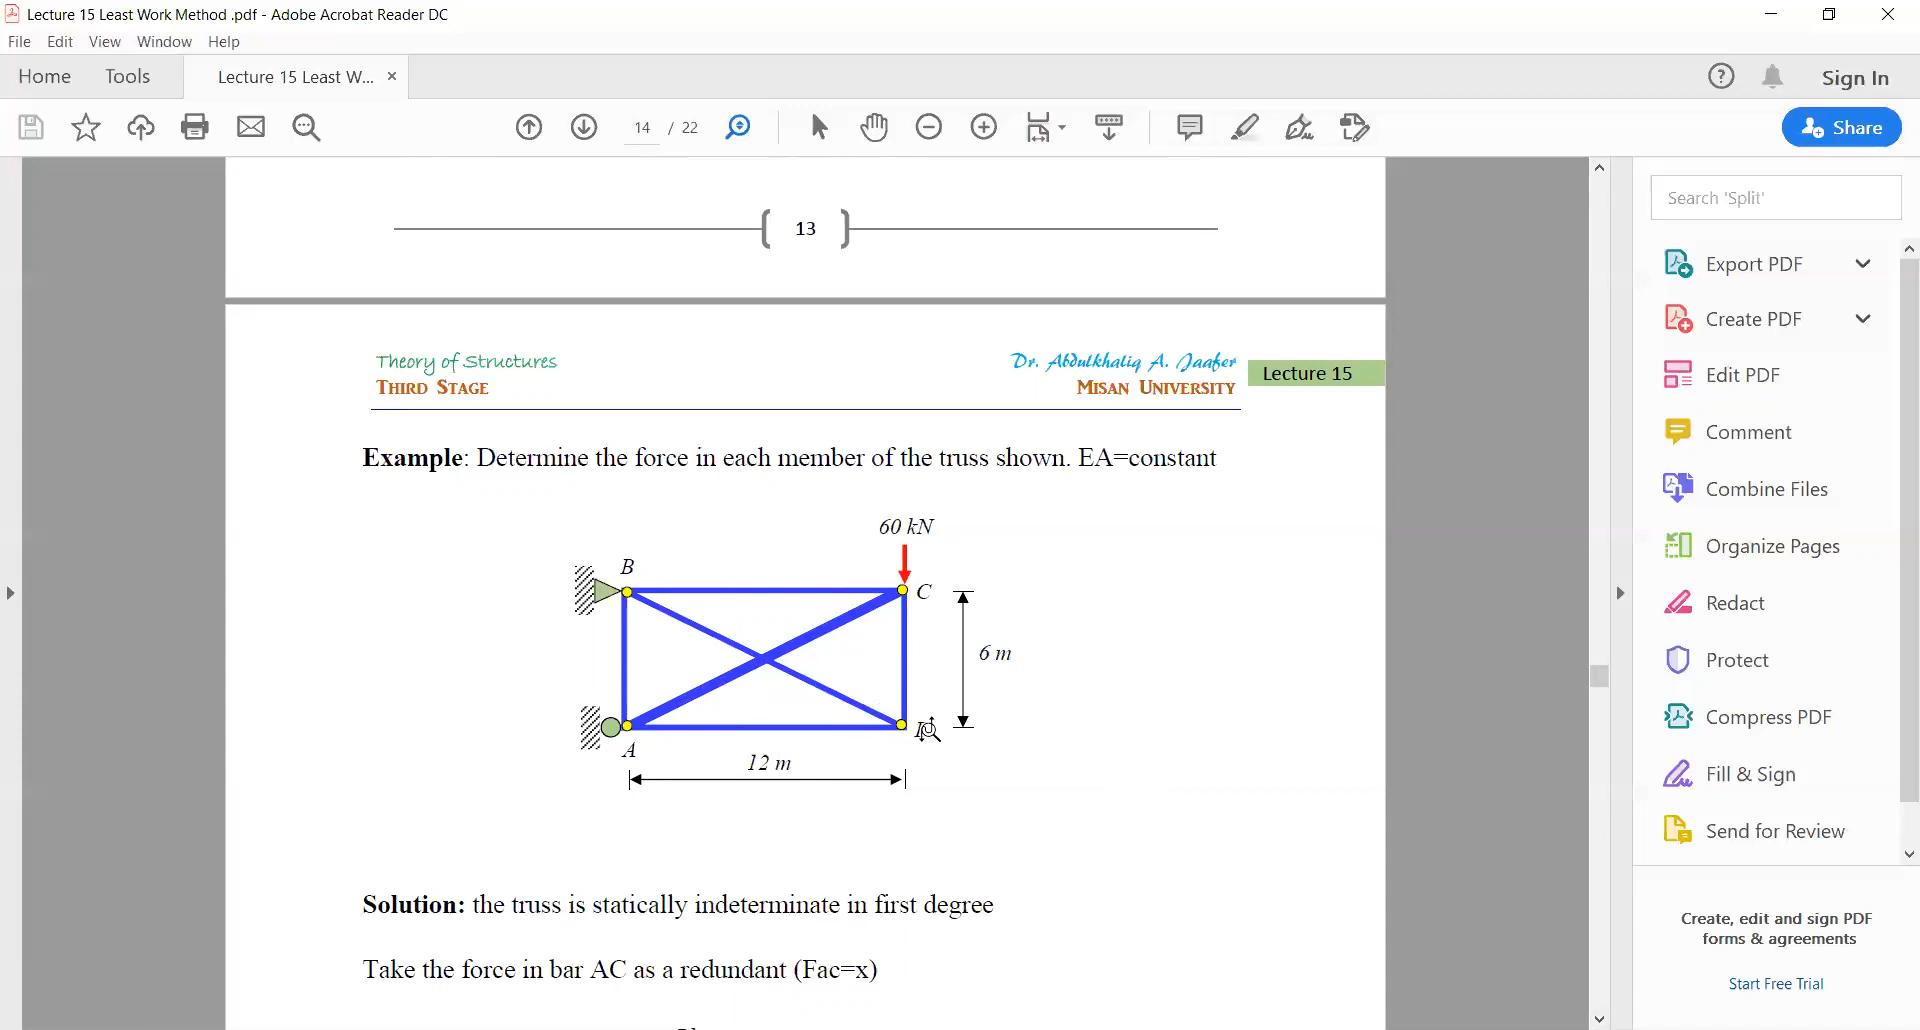 Lecture 15 Least Work Method .pdf - Adobe Acrobat Reader DC
File Edit View Window Help
Home Tools Lecture 15 Least W... × Sign In
14 / 22 Share
Search 'Split'
13
Export PDF
Create PDF
Theory of Structures Dr. Abdulkhaliq A. Jaafer Lecture 15
THIRD STAGE MISAN UNIVERSITY
Edit PDF
Comment
Example: Determine the force in each member of the truss shown. EA=constant
Combine Files
60 kN
Organize Pages
B
C
Redact
6 m
Protect
A
12 m
Compress PDF
Fill & Sign
Send for Review
Solution: the truss is statically indeterminate in first degree
Take the force in bar AC as a redundant (Fac=x)
Create, edit and sign PDF
forms & agreements
Start Free Trial